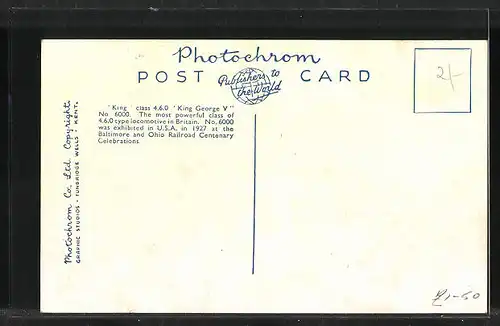 Photochrom
POST CARD
Publishers to
the World
2/-
'King' class 4.6.0 'King George V"
No 6000. The most powerful class of
4.6.0 type locomotive in Britain. No. 6000
was exhibited in U.S.A. in 1927 at the
Baltimore and Ohio Railroad Centenary
Celebrations
Photochrom Co. Ltd. Copyright.
GRAPHIC STUDIOS · TUNBRIDGE WELLS · KENT.
£1-50